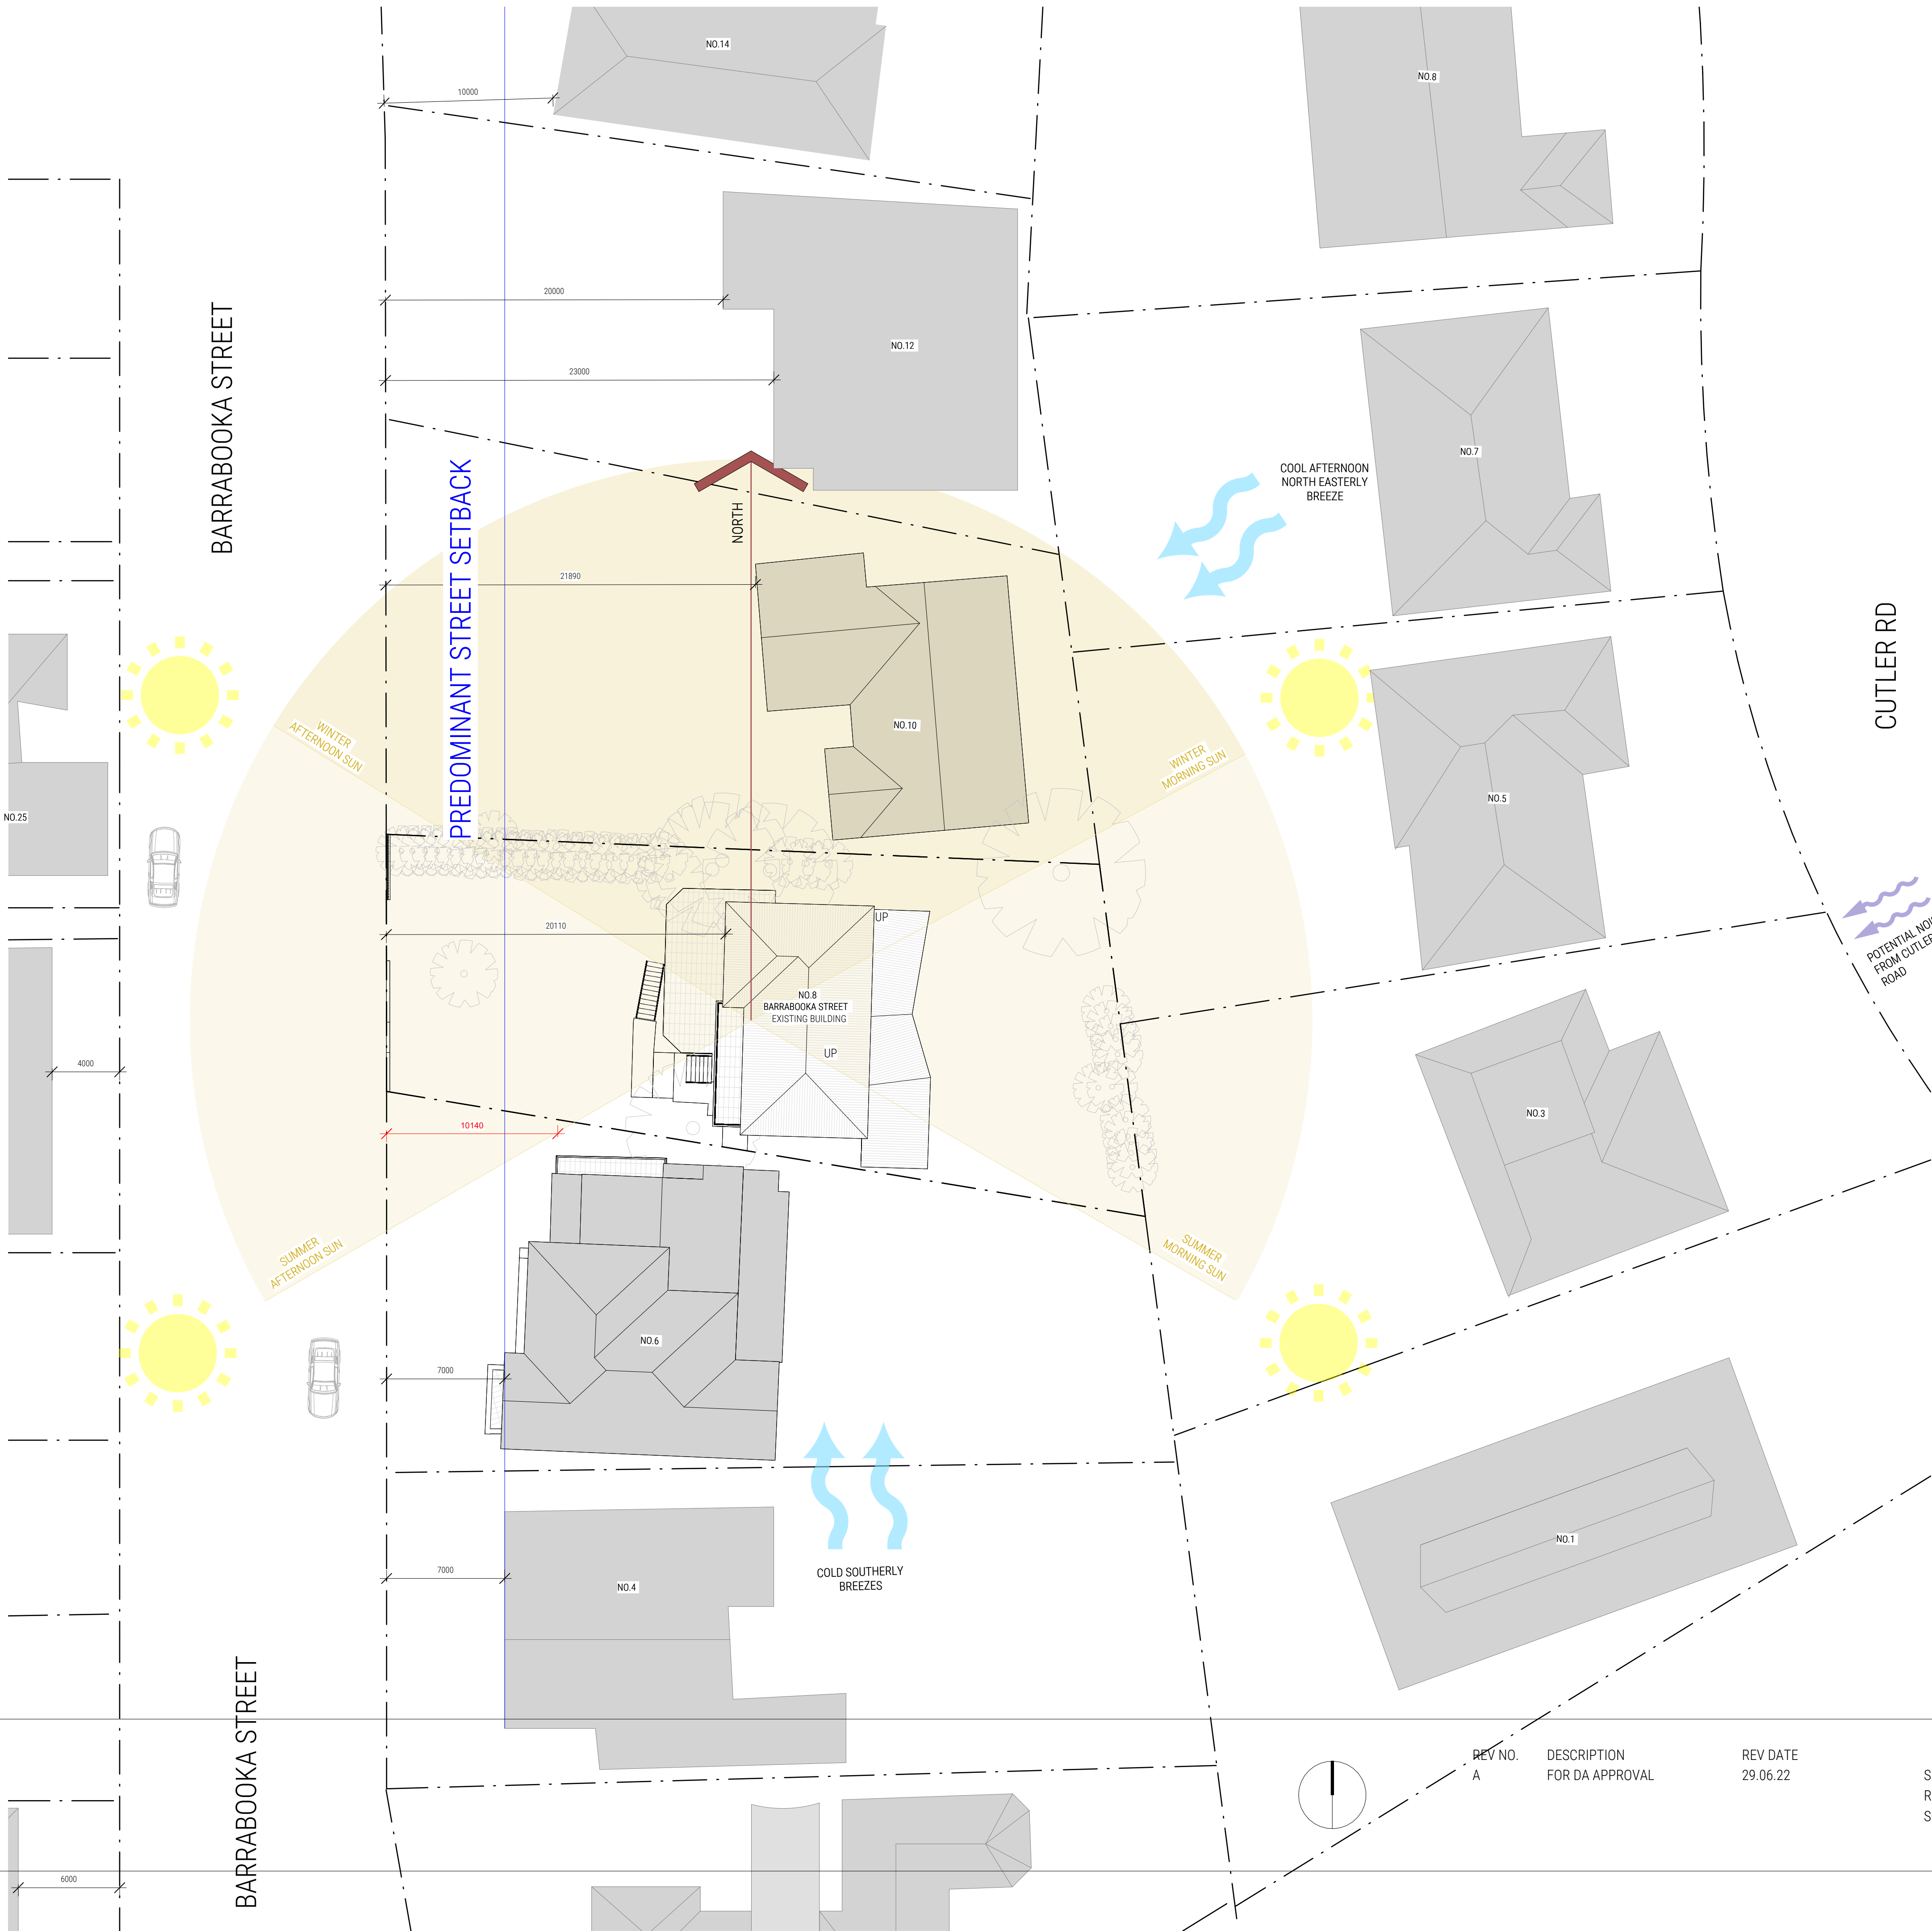 NO.14
NO.8
10000
BARRABOOKA STREET
20000
NO.12
23000
PREDOMINANT STREET SETBACK
NORTH
COOL AFTERNOON
NORTH EASTERLY
BREEZE
NO.7
21890
CUTLER RD
NO.10
WINTER
AFTERNOON SUN
WINTER
MORNING SUN
NO.5
NO.25
UP
20110
POTENTIAL
FROM CUTLER
ROAD
NO.8
BARRABOOKA STREET
EXISTING BUILDING
UP
4000
10140
NO.3
SUMMER
AFTERNOON SUN
SUMMER
MORNING SUN
NO.6
7000
NO.1
COLD SOUTHERLY
BREEZES
7000
NO.4
BARRABOOKA STREET
REV NO. DESCRIPTION REV DATE
A FOR DA APPROVAL 29.06.22
S
R
S
6000